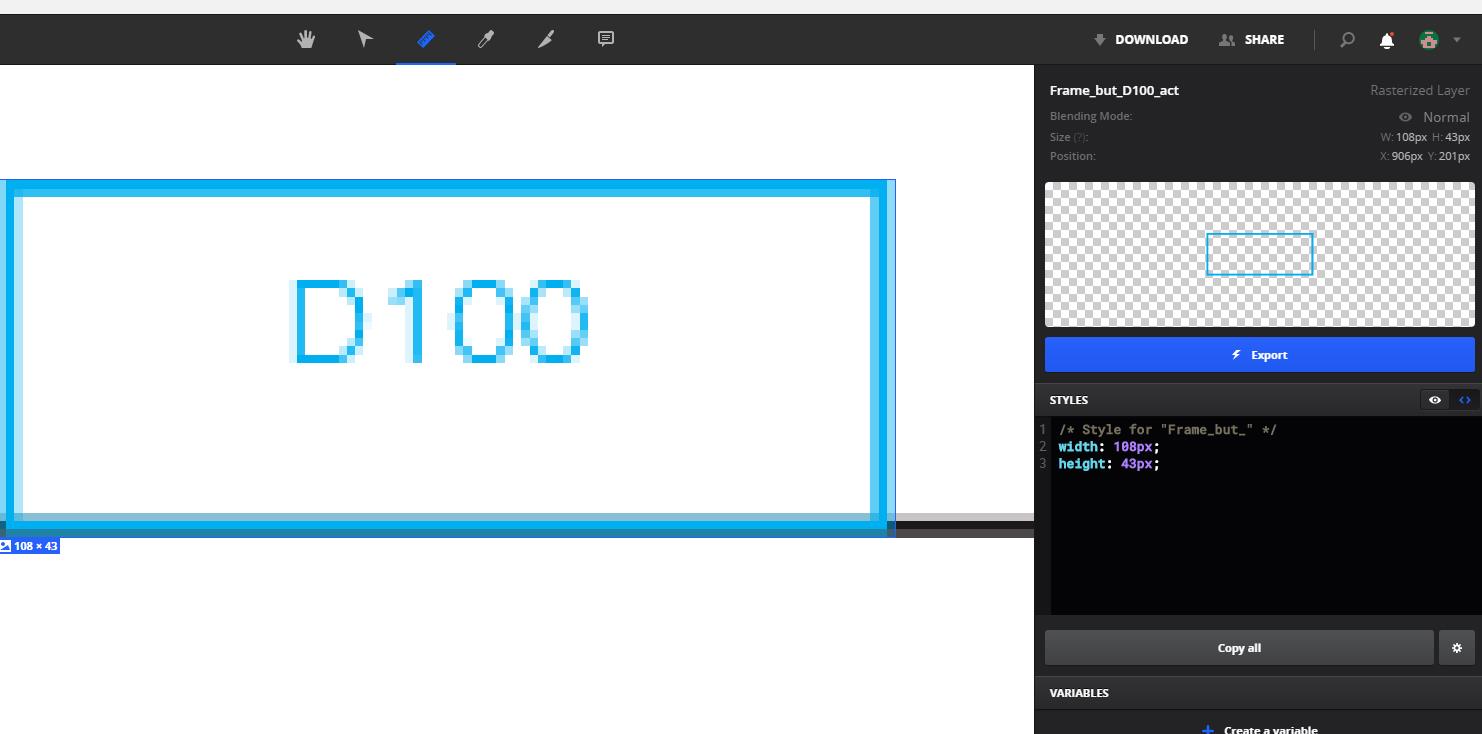 DOWNLOAD SHARE
Frame_but_D100_act Rasterized Layer
Blending Mode: Normal
Size (?): W: 108px H: 43px
Position: X: 906px Y: 201px
D100
108 × 43
Export
STYLES
1 /* Style for "Frame_but_" */
2 width: 108px;
3 height: 43px;
Copy all
VARIABLES
Create a variable